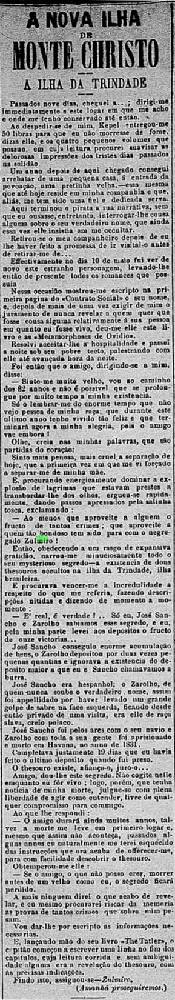 A NOVA ILHA
DE
MONTE CHRISTO
A ILHA DA TRINDADE
Passados nove dias, cheguei a...; dirigi-me
immediatamente a este logar em que me acho
e onde me tenho conservado até então.
Ao despedir-se de mim, Kepel entregou-me
50 libras para que eu não morresse de fome,
dizia elle, e os quatro pequenos volumes que
possuo, em cuja leitura procurei suavisar as
dolorosas impressões dos tristes dias passados
na solidão.
Um anno depois de aqui chegado consegui
arrebatar de uma pequena casa, á entrada da
povoação, uma pretinha velha,—essa mesma
que até hoje reside em minha companhia e que,
aliás, me tem sido uma fiel e dedicada serva.
Aqui terminou o pirata a sua narrativa, sem
que eu ousasse, entretanto, interrogar-lhe cousa
alguma sobre o seu verdadeiro nome, que ainda
essa vez elle insistia em me occultar.
Retirou-se o meu companheiro depois de eu
lhe haver feito a promessa de ir visital-o antes
de retirar-me de...
Effectivamente no dia 10 de maio fui ver de
novo este estranho personagem, levando-lhe
então de presente todos os romances que pos-
suia
Nessa occasião mostrou-me escripto na pri-
meira pagina do «Contrato Social» o seu nome,
e, depois de mais de uma vez exigir de mim o
juramento de nunca revelar a quem quer que
fosse cousa alguma relativamente á sua pessoa
em quanto eu fosse vivo, deu-me elle este li-
vro e as «Metamorphoses de Ovidio».
Resolvi acceitar-lhe a hospitalidade e passei
a noite sob seu pobre tecto, palestrando com
elle até avançada hora da noite.
Foi então que o amigo, dirigindo-se a mim,
disse:
— Sinto-me muito velho, vou ao caminho
dos 82 annos e não é possivel que se prolon-
gue por muito tempo a minha existencia.
Só o lembrar-me do enorme tempo que não
vejo pessoa de minha raça; que durante este
ultimo anno tenho vivido tão feliz e que ter-
minará agora a minha alegria, pois o amigo
vae embora !
Olhe, creia nas minhas palavras, que são
partidas do coração:
Sinto mais penosa, mais cruel a separação de
hoje, que a primeira vez em que me vi forçado
a separar-me de minha mãe.
E, procurando energicamente dominar a ex-
plosão de lagrimas que estavam prestes a
transbordar-lhe dos olhos, ergueu-se rapida-
mente, dando passos apressados pela salinha
tosca, exclamando :
— Ao menos que aproveite a alguem o
fructo de tantos crimes ; que aproveite a
quem tão bondoso tem sido para com o negre-
gado Zulmiro !
Então, obedecendo a um rasgo de expansiva
gratidão, narrou-me minuciosamente todo o
seu mysterioso segredo—a existencia de dous
thesouros occultos na ilha da Trindade, ilha
brasileira.
E procurava vencer-me a incredulidade a
respeito do que me referia, fazendo descri-
pções nitidas e dizendo de momento a mo-
mento :
— E' real, é verdade ! .. Só eu, José San-
cho e Zarolho sabiamos esse segredo, e eu,
pela minha parte levei aos depositos o fructo
de onze victorias...
José Sancho conseguio enorme accumulação
de bens, o Zarolho depositon por duas vezes pe-
quenas quantias e ignorava a existencia do de-
posito maior a que eu e Sancho chamavamos a
burra.
José Sancho era hespanhol; o Zarolho, de
quem nunca soube o verdadeiro nome, assim
foi appellidado por haver levado um grande
golpe de sabre na face esquerda, ficando desde
então privado de uma visita, era elle de raça
slava, creio polaco.
José Sancho foi pelos ares com o seu navio e
Zarolho com toda a sua gente foi aprisionado
e morto em Havana, no anno de 1831.
Completava justamente 19 dias que eu havia
feito o ultimo deposito quando fui preso.
O thesouro existe, afianço-o, juro-o...
Amigo, dou-lhe este segredo. Não cogite nelle
emquanto eu fôr vivo ; logo, porém, que tenha
noticia de minha morte, julgue-se com plena
liberdade de agir como entender, livre de qual-
quer compromisso para commigo.
Ao que lhe respondi :
— O amigo durará ainda muitos annos, tal-
vez a morte me leve em primeiro logar e,
mesmo que assim não aconteça, passados al-
guns annos eu naturalmente me terei esquecido
das instrucções que ora acaba de offerecer-me,
para com facilidade descobrir o thesouro.
Obtemperou-me elle :
— Se o amigo, o que não posso crer, morrer
antes de um velho como eu, o segredo ficará
perdido.
A mais ninguem direi o que acabo de reve-
lar, e eu mesmo procurarei riscar da memoria
as provas de tantos crimes que sobre mim pe-
sam.
Vou dar-lhe por escripto as informações ne-
cessarias.
E, lançando mão do seu livro «The Tatler», o
capitão começou a escrever uma linha no fim dos
capitulos, cuja leitura corrida e sem ambigui-
dade alguma era a revelação do thesouro, com
as precisas indicações.
Findo isto, assignou-se—Zulmiro.
(Amanhã proseguiremos.)